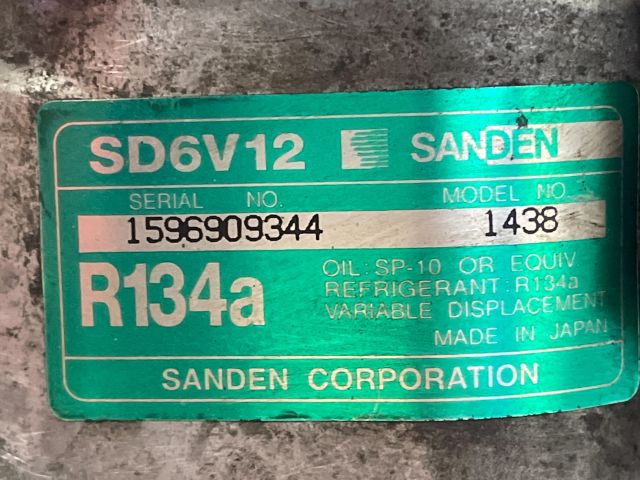 SD6V12 SANDEN
SERIAL NO. MODEL NO.
1596909344 1438
R134a
OIL: SP-10 OR EQUIV
REFRIGERANT: R134a
VARIABLE DISPLACEMENT
MADE IN JAPAN
SANDEN CORPORATION